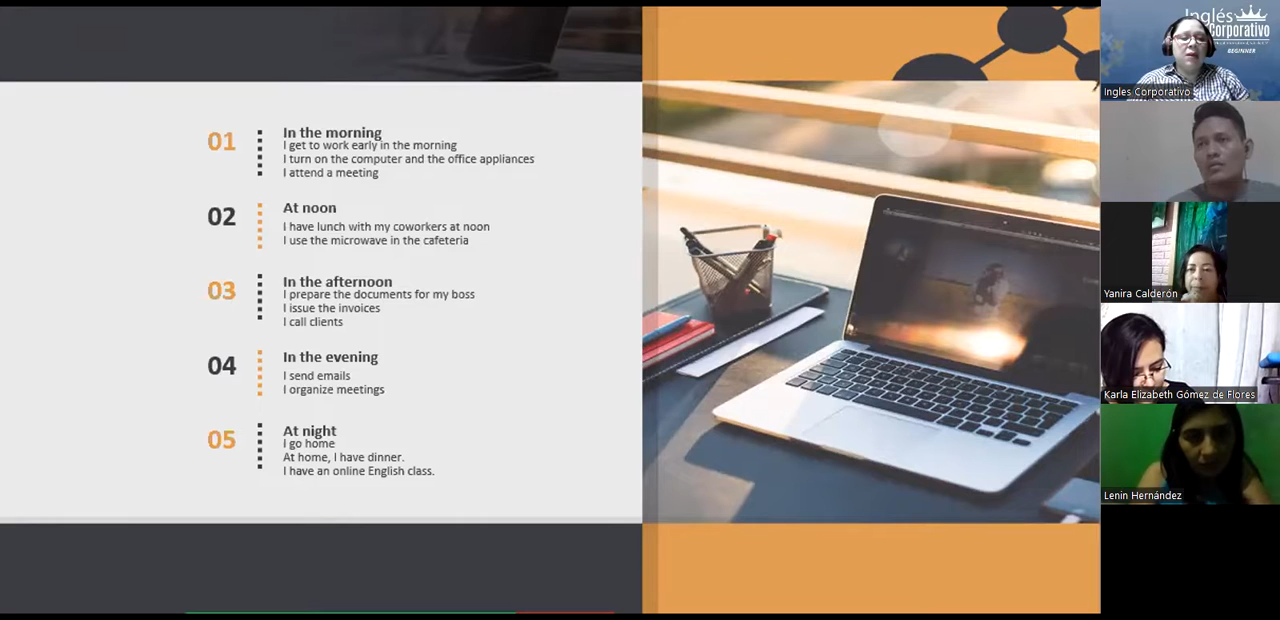 01
In the morning
I get to work early in the morning
I turn on the computer and the office appliances
I attend a meeting
02
At noon
I have lunch with my coworkers at noon
I use the microwave in the cafeteria
03
In the afternoon
I prepare the documents for my boss
I issue the invoices
I call clients
04
In the evening
I send emails
I organize meetings
05
At night
I go home
At home, I have dinner.
I have an online English class.
Inglés
Corporativo
BEGINNER
Ingles Corporativo
Yanira Calderón
Karla Elizabeth Gómez de Flores
Lenin Hernández